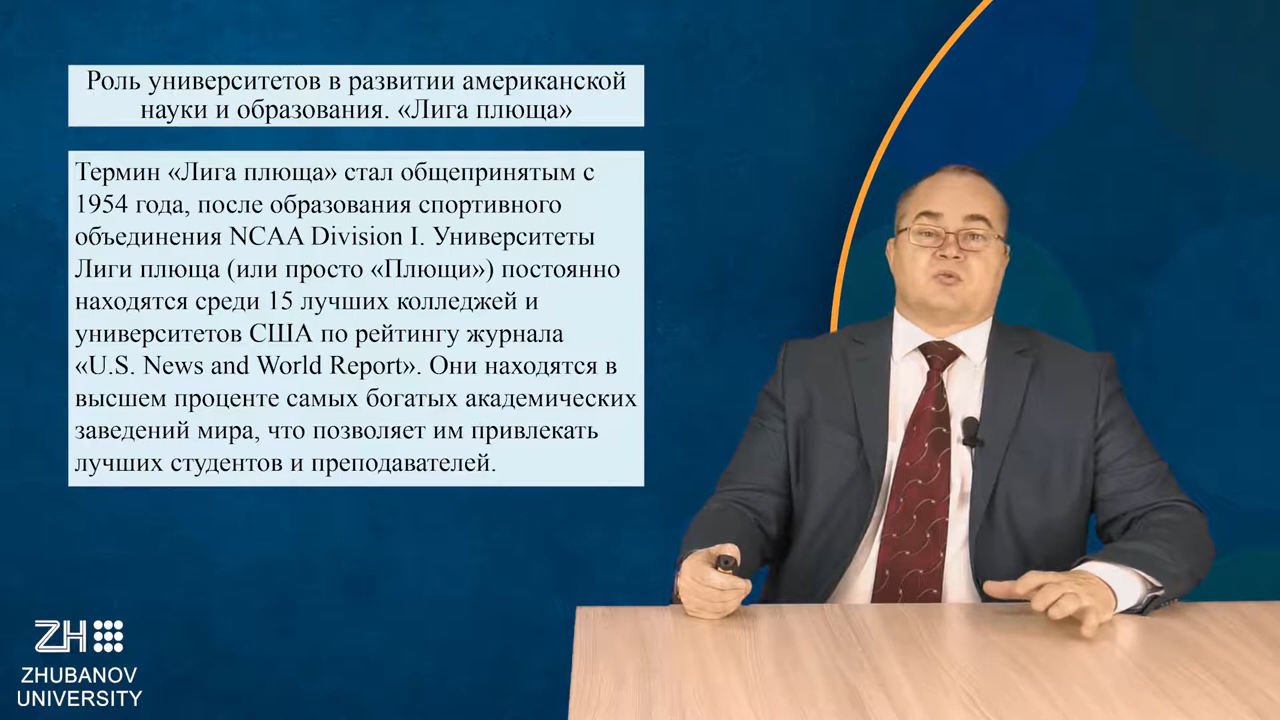 Роль университетов в развитии американской
науки и образования. «Лига плюща»
Термин «Лига плюща» стал общепринятым с
1954 года, после образования спортивного
объединения NCAA Division I. Университеты
Лиги плюща (или просто «Плющи») постоянно
находятся среди 15 лучших колледжей и
университетов США по рейтингу журнала
«U.S. News and World Report». Они находятся в
высшем проценте самых богатых академических
заведений мира, что позволяет им привлекать
лучших студентов и преподавателей.
ZH
ZHUBANOV
UNIVERSITY